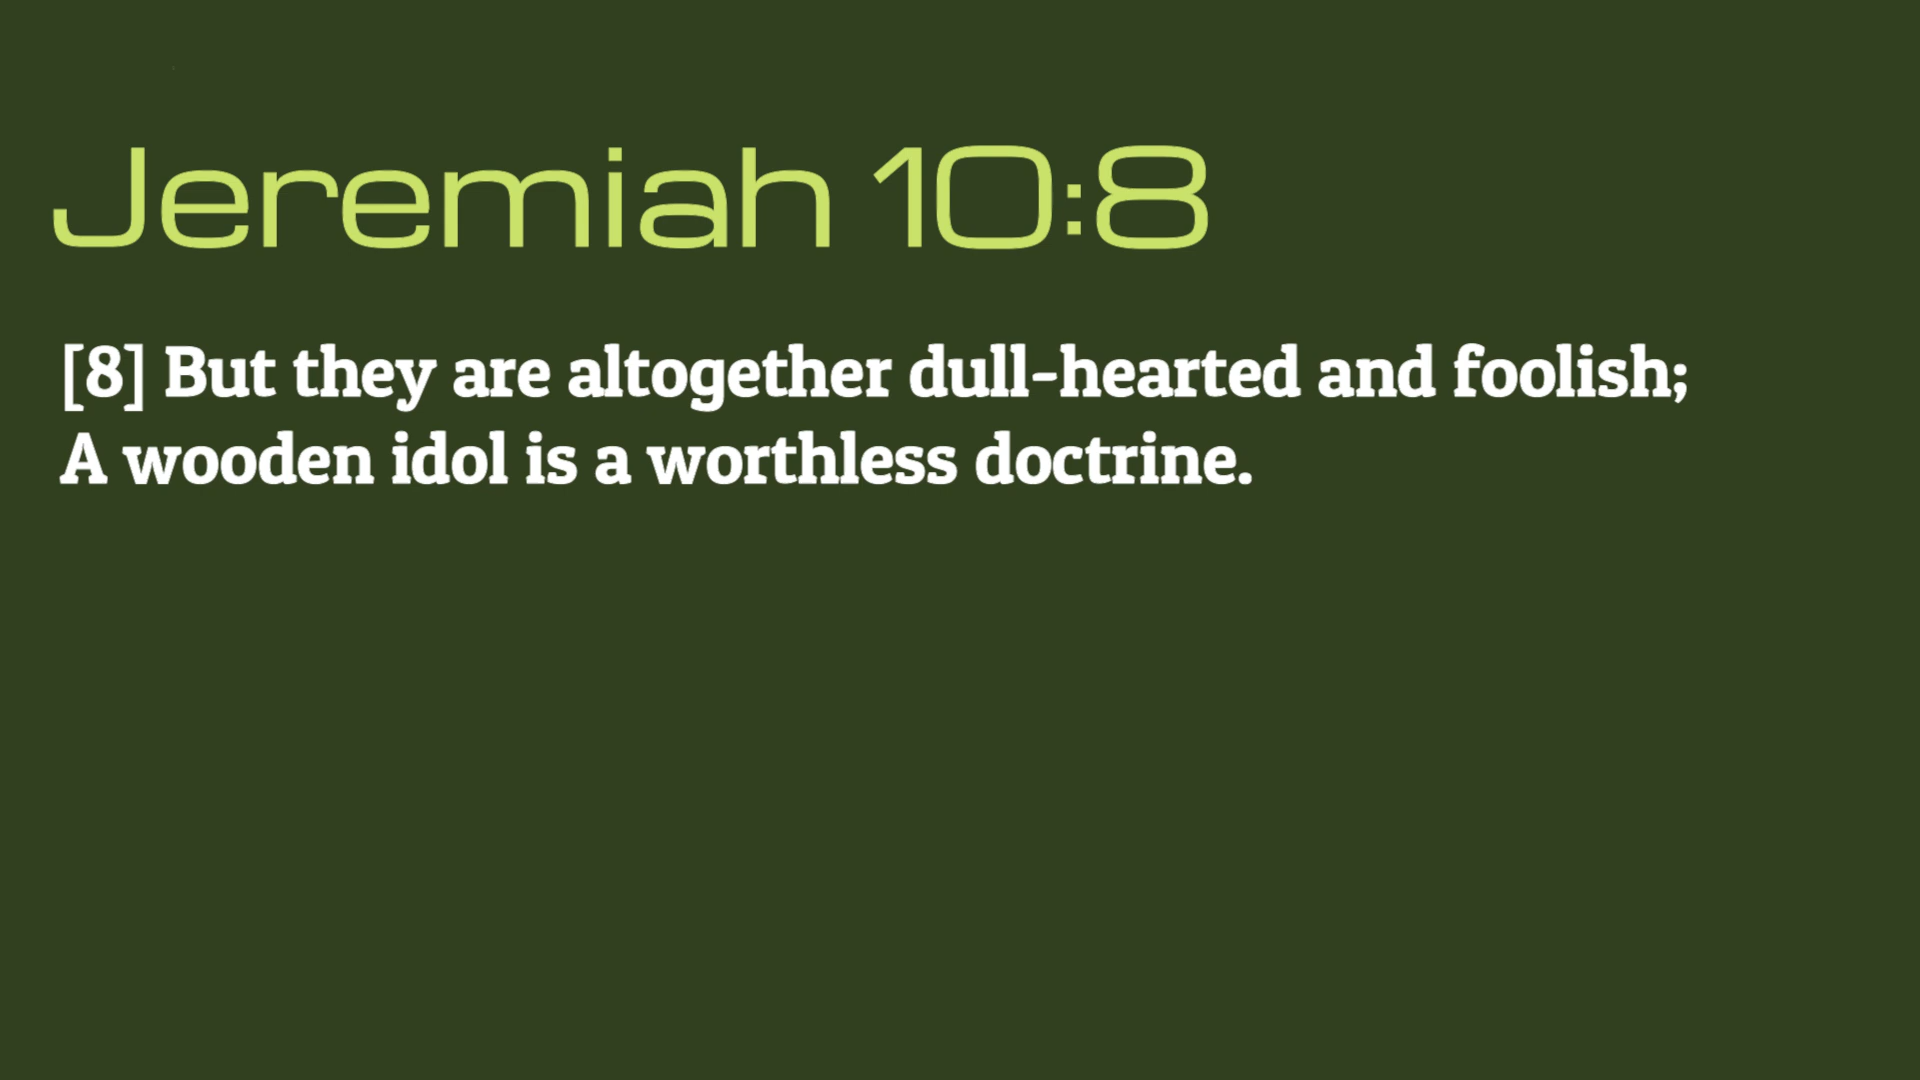 Jeremiah 10:8
[8] But they are altogether dull-hearted and foolish;
A wooden idol is a worthless doctrine.